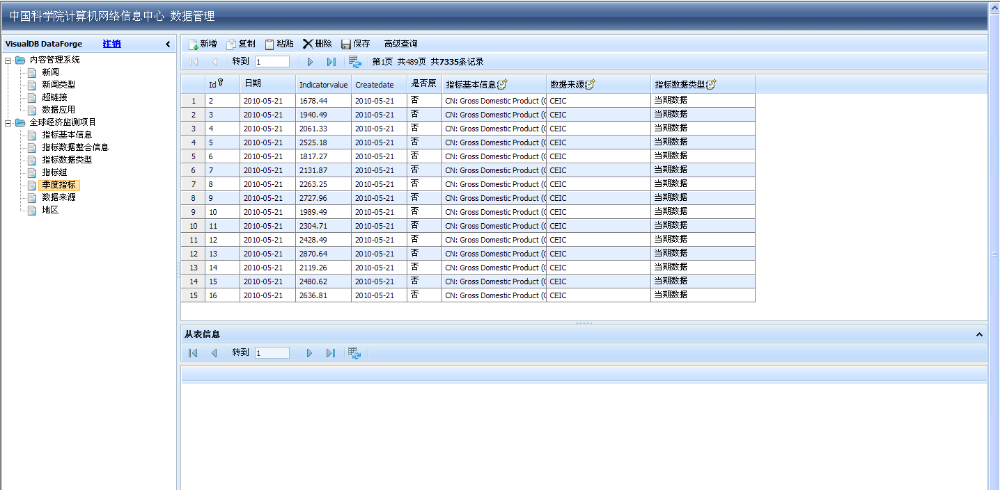 中国科学院计算机网络信息中心 数据管理
VisualDB DataForge 注销
内容管理系统
新闻
新闻类型
超链接
数据应用
全球经济监测项目
指标基本信息
指标数据整合信息
指标数据类型
指标组
季度指标
数据来源
地区
新增 复制 粘贴 删除 保存 高级查询
转到 1 第1页 共489页 共7335条记录
Id 日期 Indicatorvalue Createdate 是否原 指标基本信息 数据来源 指标数据类型
1 2 2010-05-21 1678.44 2010-05-21 否 CN: Gross Domestic Product (C CEIC 当期数据
2 3 2010-05-21 1940.49 2010-05-21 否 CN: Gross Domestic Product (C CEIC 当期数据
3 4 2010-05-21 2061.33 2010-05-21 否 CN: Gross Domestic Product (C CEIC 当期数据
4 5 2010-05-21 2525.18 2010-05-21 否 CN: Gross Domestic Product (C CEIC 当期数据
5 6 2010-05-21 1817.27 2010-05-21 否 CN: Gross Domestic Product (C CEIC 当期数据
6 7 2010-05-21 2131.87 2010-05-21 否 CN: Gross Domestic Product (C CEIC 当期数据
7 8 2010-05-21 2263.25 2010-05-21 否 CN: Gross Domestic Product (C CEIC 当期数据
8 9 2010-05-21 2727.96 2010-05-21 否 CN: Gross Domestic Product (C CEIC 当期数据
9 10 2010-05-21 1989.49 2010-05-21 否 CN: Gross Domestic Product (C CEIC 当期数据
10 11 2010-05-21 2304.71 2010-05-21 否 CN: Gross Domestic Product (C CEIC 当期数据
11 12 2010-05-21 2428.49 2010-05-21 否 CN: Gross Domestic Product (C CEIC 当期数据
12 13 2010-05-21 2870.64 2010-05-21 否 CN: Gross Domestic Product (C CEIC 当期数据
13 14 2010-05-21 2119.26 2010-05-21 否 CN: Gross Domestic Product (C CEIC 当期数据
14 15 2010-05-21 2480.62 2010-05-21 否 CN: Gross Domestic Product (C CEIC 当期数据
15 16 2010-05-21 2636.81 2010-05-21 否 CN: Gross Domestic Product (C CEIC 当期数据
从表信息
转到 1